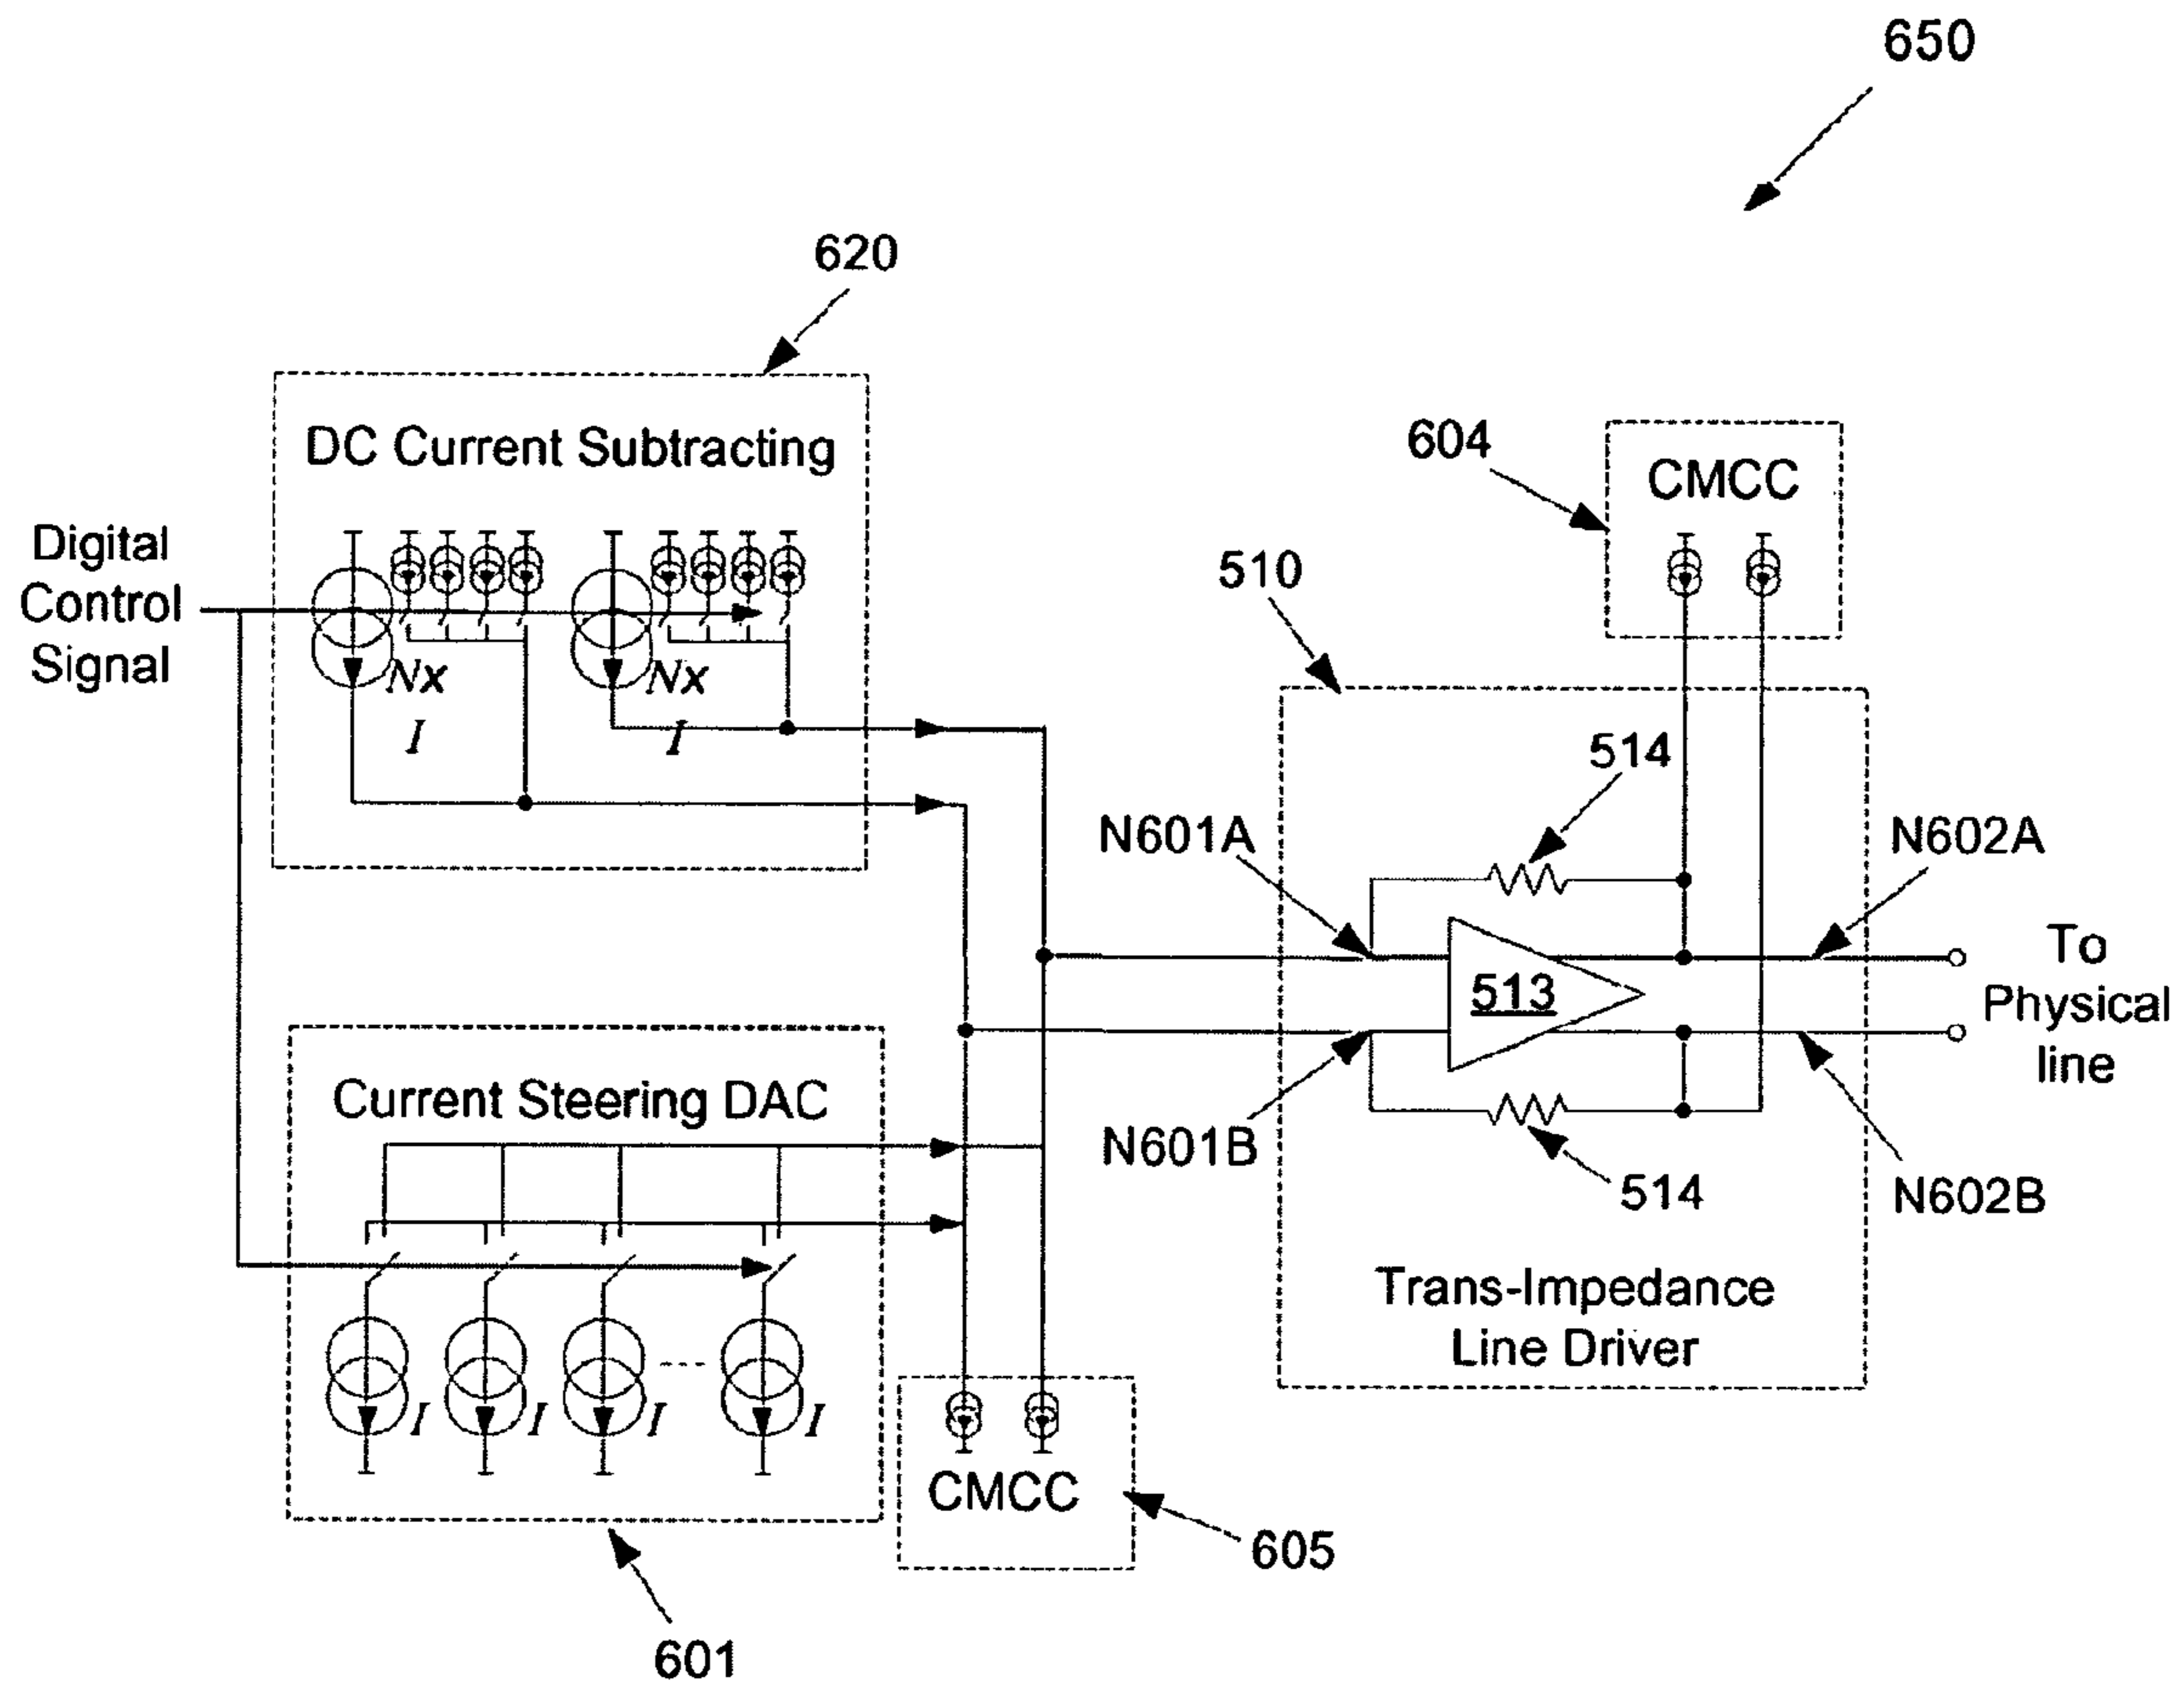 650
620
DC Current Subtracting
604
CMCC
Digital
Control
Signal
510
Nx
I
Nx
I
514
N601A
N602A
513
To
Physical
line
Current Steering DAC
N601B
514
N602B
Trans-Impedance
Line Driver
I
I
I
I
CMCC
605
601